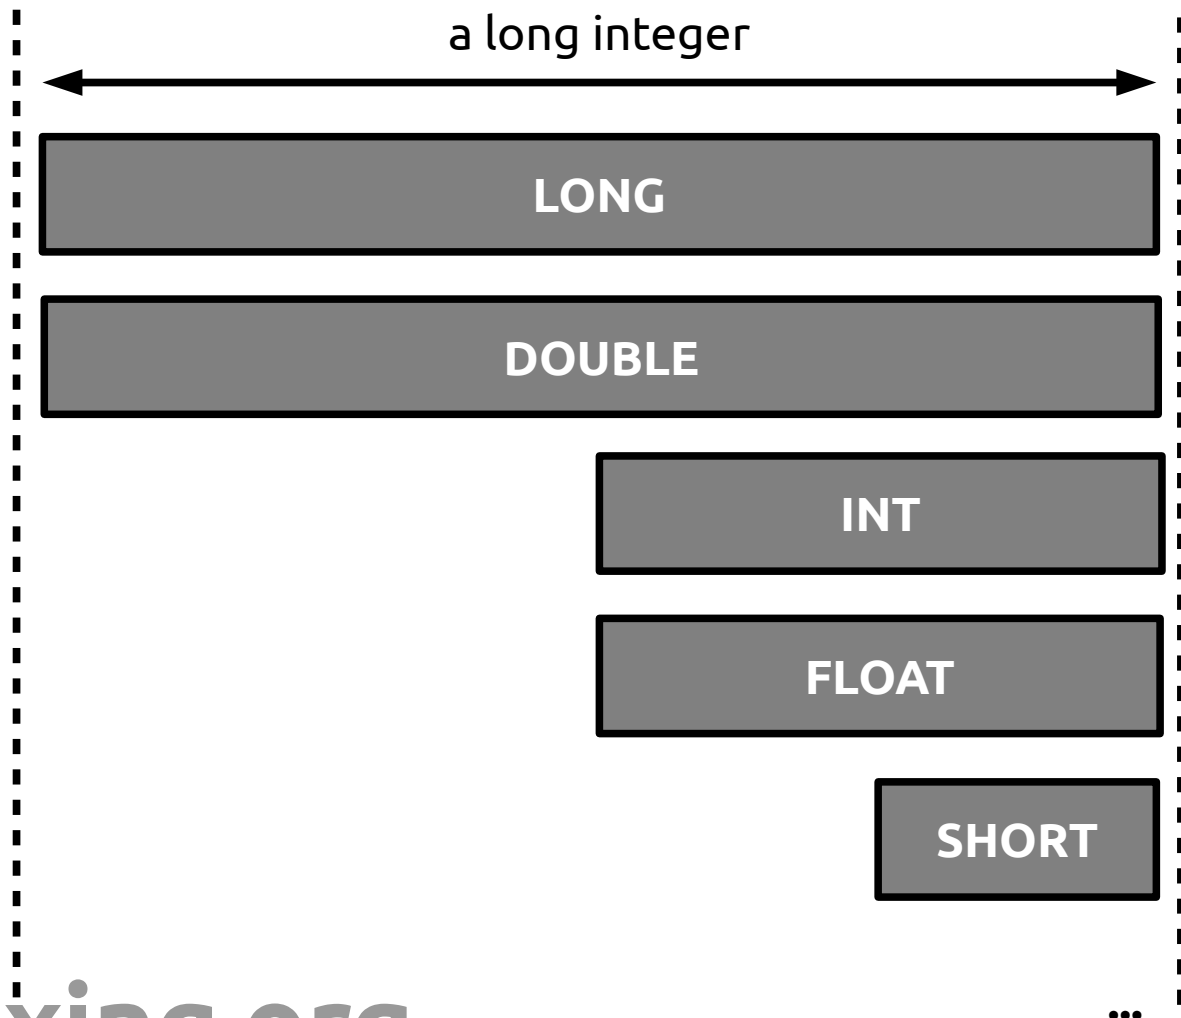 a long integer
LONG
DOUBLE
INT
FLOAT
SHORT
...